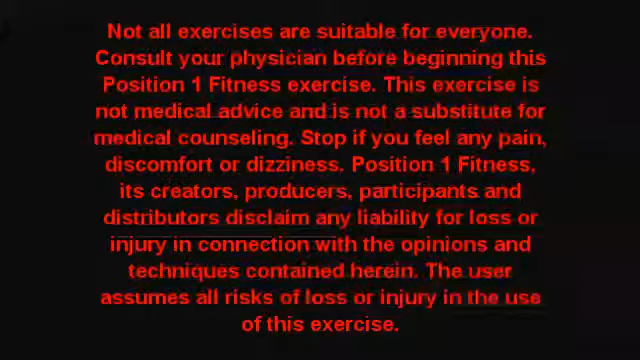 Not all exercises are suitable for everyone.
Consult your physician before beginning this
Position 1 Fitness exercise. This exercise is
not medical advice and is not a substitute for
medical counseling. Stop if you feel any pain,
discomfort or dizziness. Position 1 Fitness,
its creators, producers, participants and
distributors disclaim any liability for loss or
injury in connection with the opinions and
techniques contained herein. The user
assumes all risks of loss or injury in the use
of this exercise.